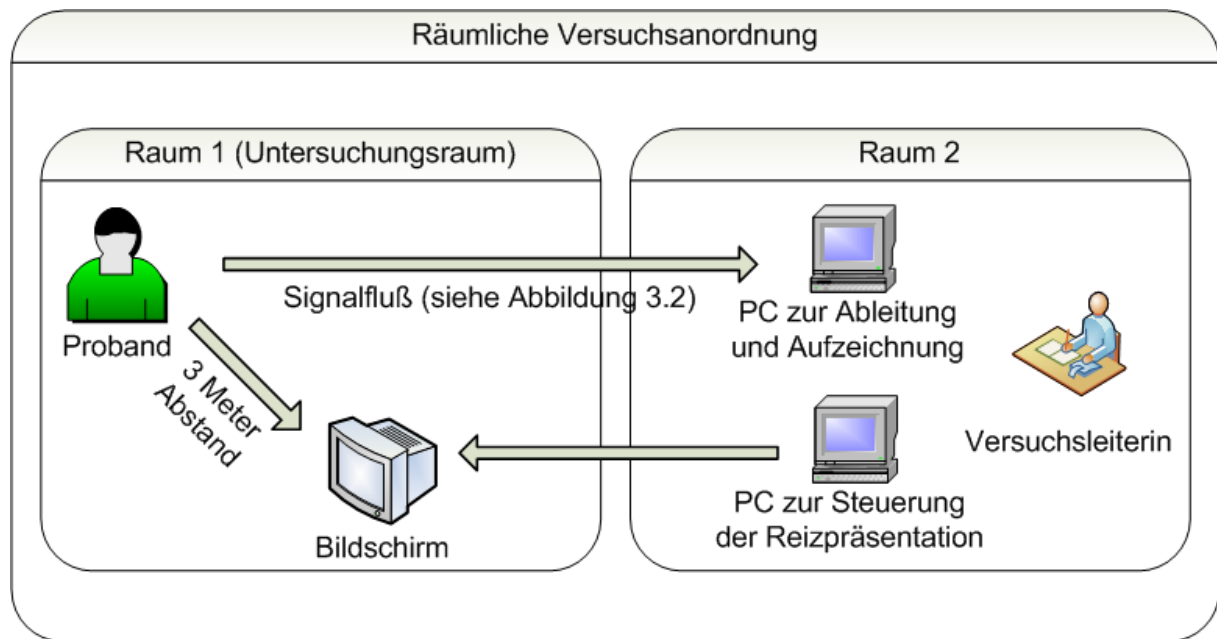 Räumliche Versuchsanordnung
Raum 1 (Untersuchungsraum)
Proband
Signalfluß (siehe Abbildung 3.2)
3 Meter
Abstand
Bildschirm
Raum 2
PC zur Ableitung
und Aufzeichnung
Versuchsleiterin
PC zur Steuerung
der Reizpräsentation